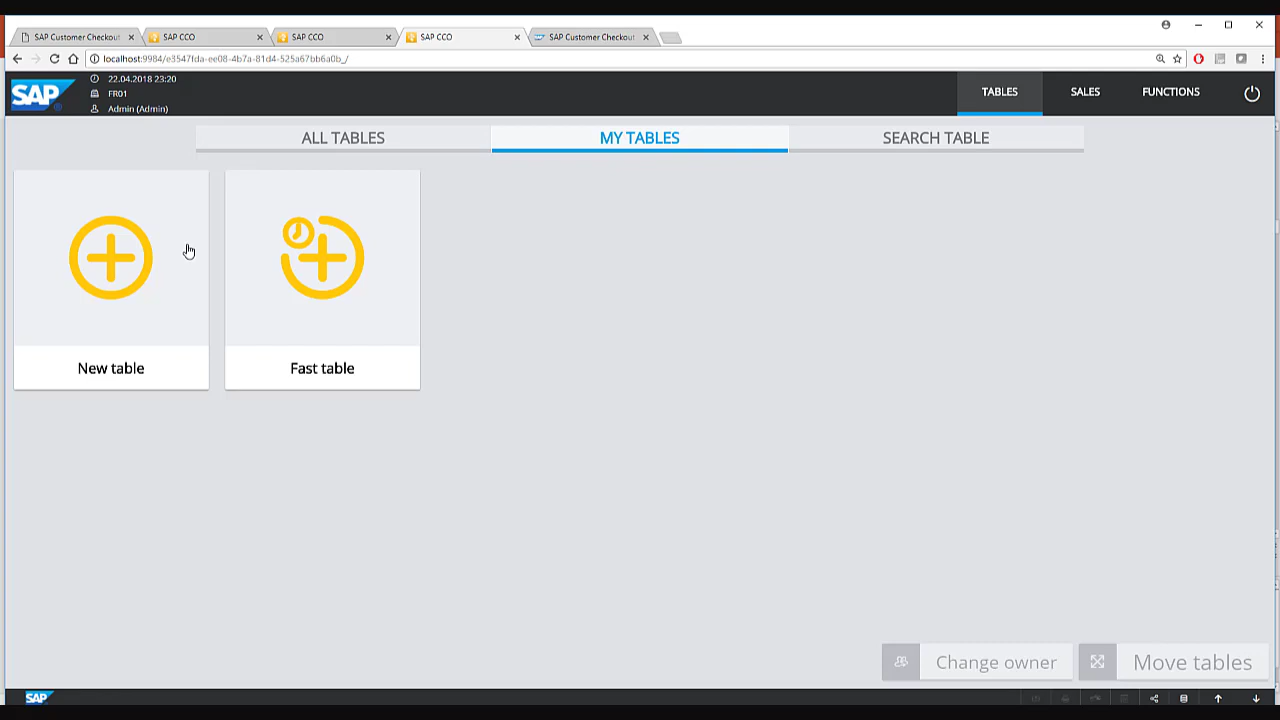 SAP Customer Checkout
SAP CCO
SAP CCO
SAP CCO
SAP Customer Checkout
localhost:9984/e3547fda-ee08-4b7a-81d4-525a67bb6a0b_/
SAP
22.04.2018 23:20
FR01
Admin (Admin)
TABLES
SALES
FUNCTIONS
ALL TABLES
MY TABLES
SEARCH TABLE
New table
Fast table
Change owner
Move tables
SAP